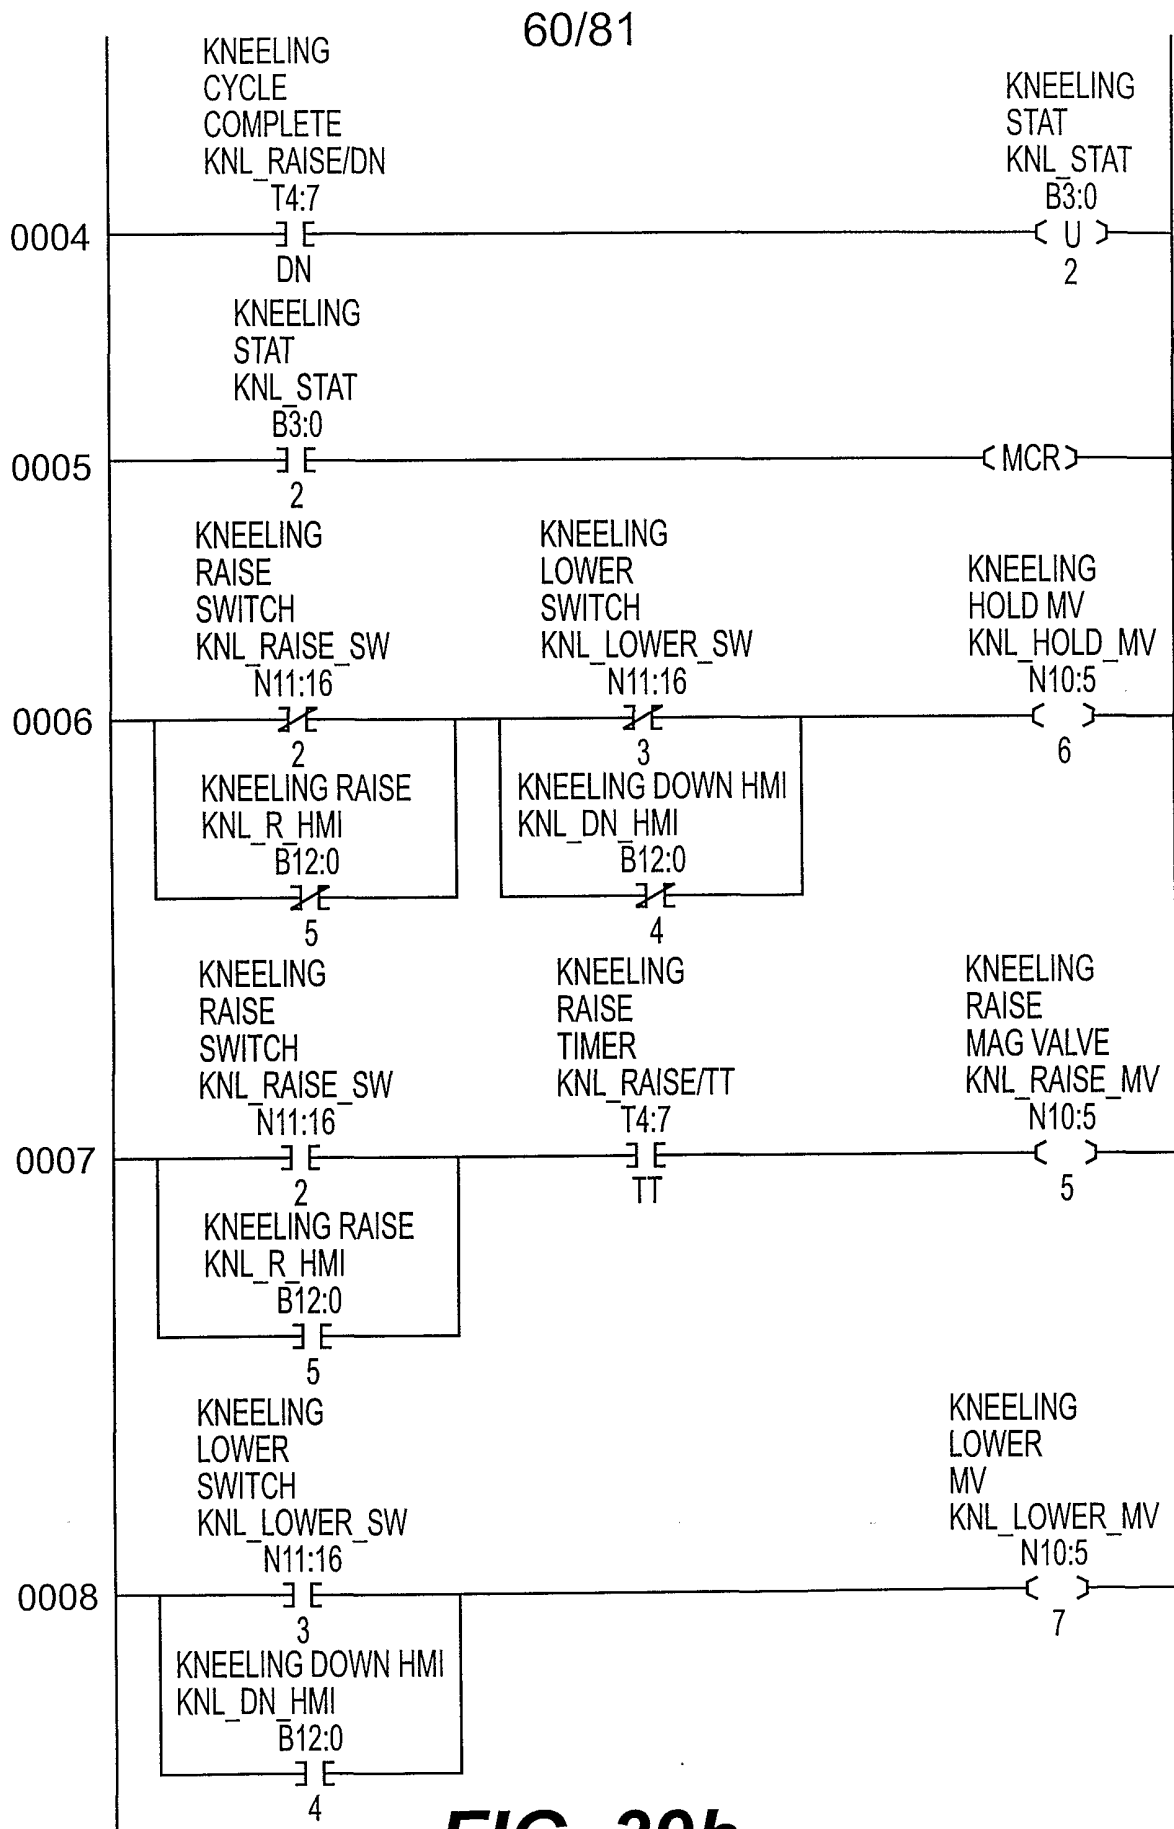 60/81
KNEELING
CYCLE
COMPLETE
KNL_RAISE/DN
T4:7
DN
KNEELING
STAT
KNL_STAT
B3:0
U
2
0004
KNEELING
STAT
KNL_STAT
B3:0
2
MCR
0005
KNEELING
RAISE
SWITCH
KNL_RAISE_SW
N11:16
2
KNEELING
LOWER
SWITCH
KNL_LOWER_SW
N11:16
3
KNEELING
HOLD MV
KNL_HOLD_MV
N10:5
6
0006
KNEELING RAISE
KNL_R_HMI
B12:0
5
KNEELING DOWN HMI
KNL_DN_HMI
B12:0
4
KNEELING
RAISE
SWITCH
KNL_RAISE_SW
N11:16
2
KNEELING
RAISE
TIMER
KNL_RAISE/TT
T4:7
TT
KNEELING
RAISE
MAG VALVE
KNL_RAISE_MV
N10:5
5
0007
KNEELING RAISE
KNL_R_HMI
B12:0
5
KNEELING
LOWER
SWITCH
KNL_LOWER_SW
N11:16
3
KNEELING
LOWER
MV
KNL_LOWER_MV
N10:5
7
0008
KNEELING DOWN HMI
KNL_DN_HMI
B12:0
4